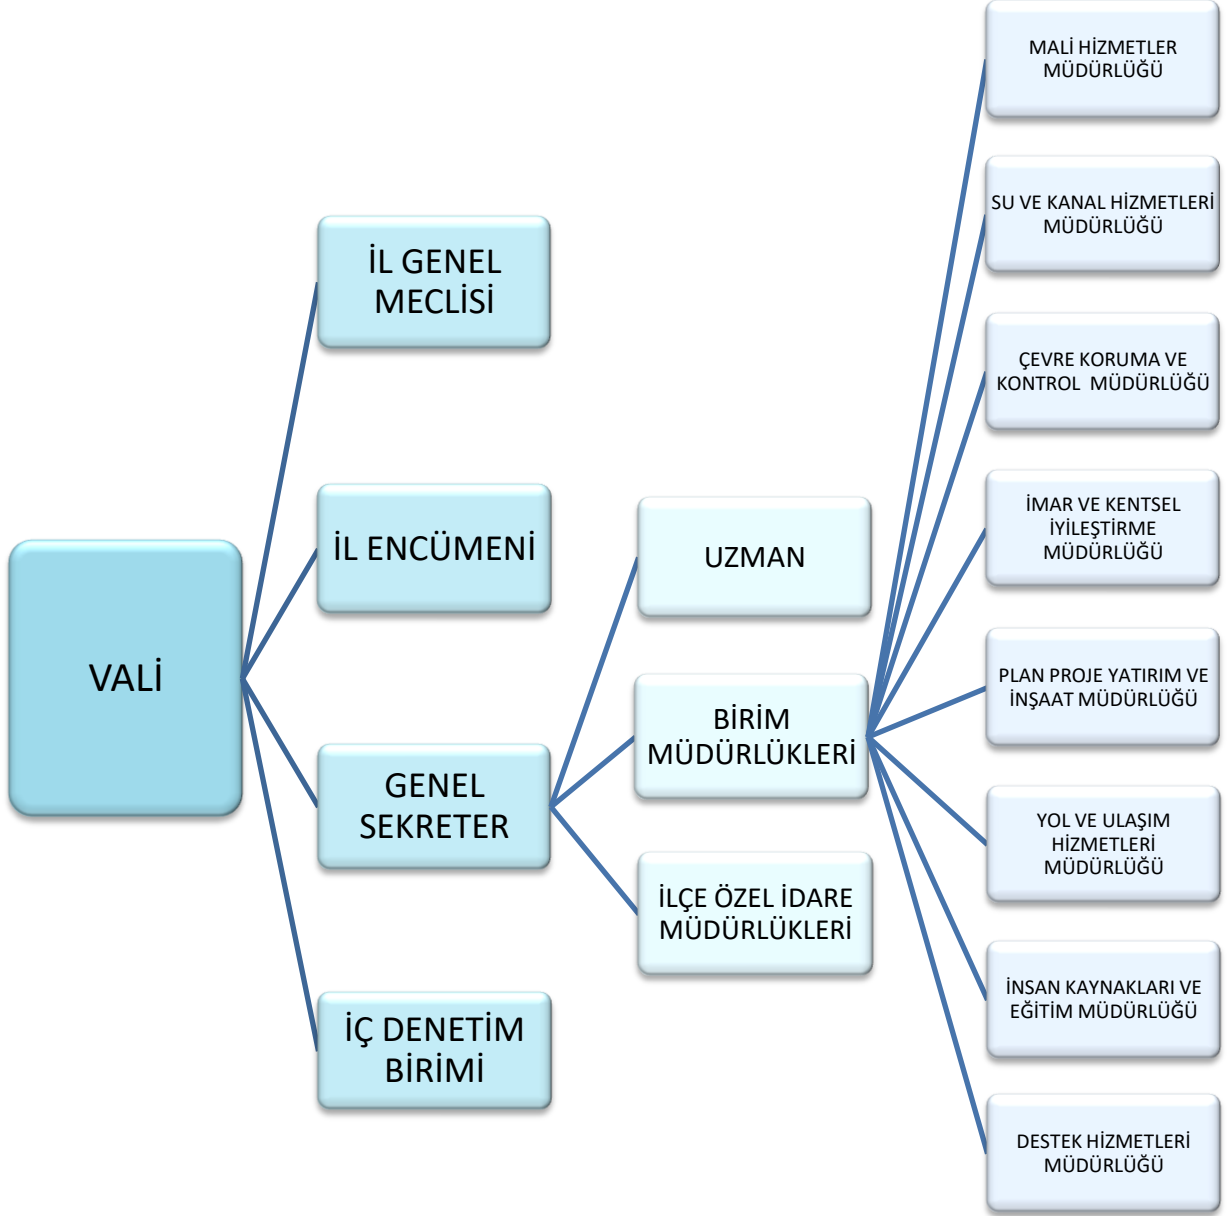 VALİ
İL GENEL
MECLİSİ
İL ENCÜMENİ
GENEL
SEKRETER
İÇ DENETİM
BİRİMİ
UZMAN
BİRİM
MÜDÜRLÜKLERİ
İLÇE ÖZEL İDARE
MÜDÜRLÜKLERİ
MALİ HİZMETLER
MÜDÜRLÜĞÜ
SU VE KANAL HİZMETLERİ
MÜDÜRLÜĞÜ
ÇEVRE KORUMA VE
KONTROL MÜDÜRLÜĞÜ
İMAR VE KENTSEL
İYİLEŞTİRME
MÜDÜRLÜĞÜ
PLAN PROJE YATIRIM VE
İNŞAAT MÜDÜRLÜĞÜ
YOL VE ULAŞIM
HİZMETLERİ
MÜDÜRLÜĞÜ
İNSAN KAYNAKLARI VE
EĞİTİM MÜDÜRLÜĞÜ
DESTEK HİZMETLERİ
MÜDÜRLÜĞÜ